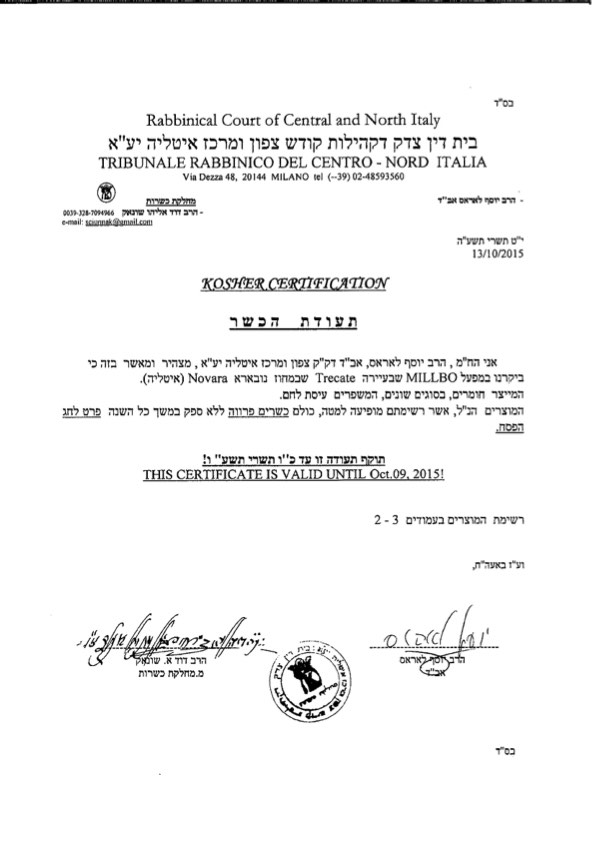 בס"ד
Rabbinical Court of Central and North Italy
בית דין צדק דקהילות קודש צפון ומרכז איטליה יע"א
TRIBUNALE RABBINICO DEL CENTRO - NORD ITALIA
Via Dezza 48, 20144 MILANO tel (--39) 02-48593560
- הרב יוסף לאראס אב"ד
מחלקת כשרות
- הרב דוד אליהו שונאק 0039-328-7094966
e-mail: sciunnak@gmail.com
י"ט תשרי תשע"ה
13/10/2015
KOSHER CERTIFICATION
תעודת הכשר
אני הח"מ , הרב יוסף לאראס, אב"ד דק"ק צפון ומרכז איטליה יע"א , מצהיר ומאשר בזה כי
ביקרנו במפעל MILLBO שבעיירה Trecate שבמחוז נובארא Novara (איטליה).
המייצר חומרים, בסוגים שונים, המשפרים עיסת לחם.
המוצרים הנ"ל, אשר רשימתם מופיעה למטה, כולם כשרים פרווה ללא ספק במשך כל השנה פרט לחג
הפסח.
תוקף תעודה זו עד כ"ו תשרי תשע" ו!
THIS CERTIFICATE IS VALID UNTIL Oct.09, 2015!
רשימת המוצרים בעמודים 3 - 2
וע"ז באעה"ח,
הרב יוסף לאראס
אב"ד
הרב דוד א. שונאק
מ.מחלקת כשרות
בס"ד